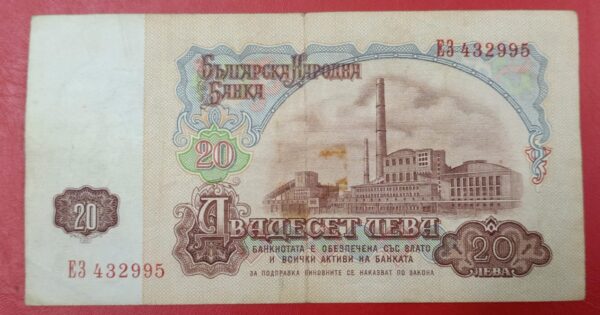 ЕЗ 432995
Българска Народна
Банка
20
20
Двадесет лева
20
ЛЕВА
БАНКНОТАТА Е ОБЕЗПЕЧЕНА СЪС ЗЛАТО
И ВСИЧКИ АКТИВИ НА БАНКАТА
ЕЗ 432995
ЗА ПОДПРАВКА ВИНОВНИТЕ СЕ НАКАЗВАТ ПО ЗАКОНА